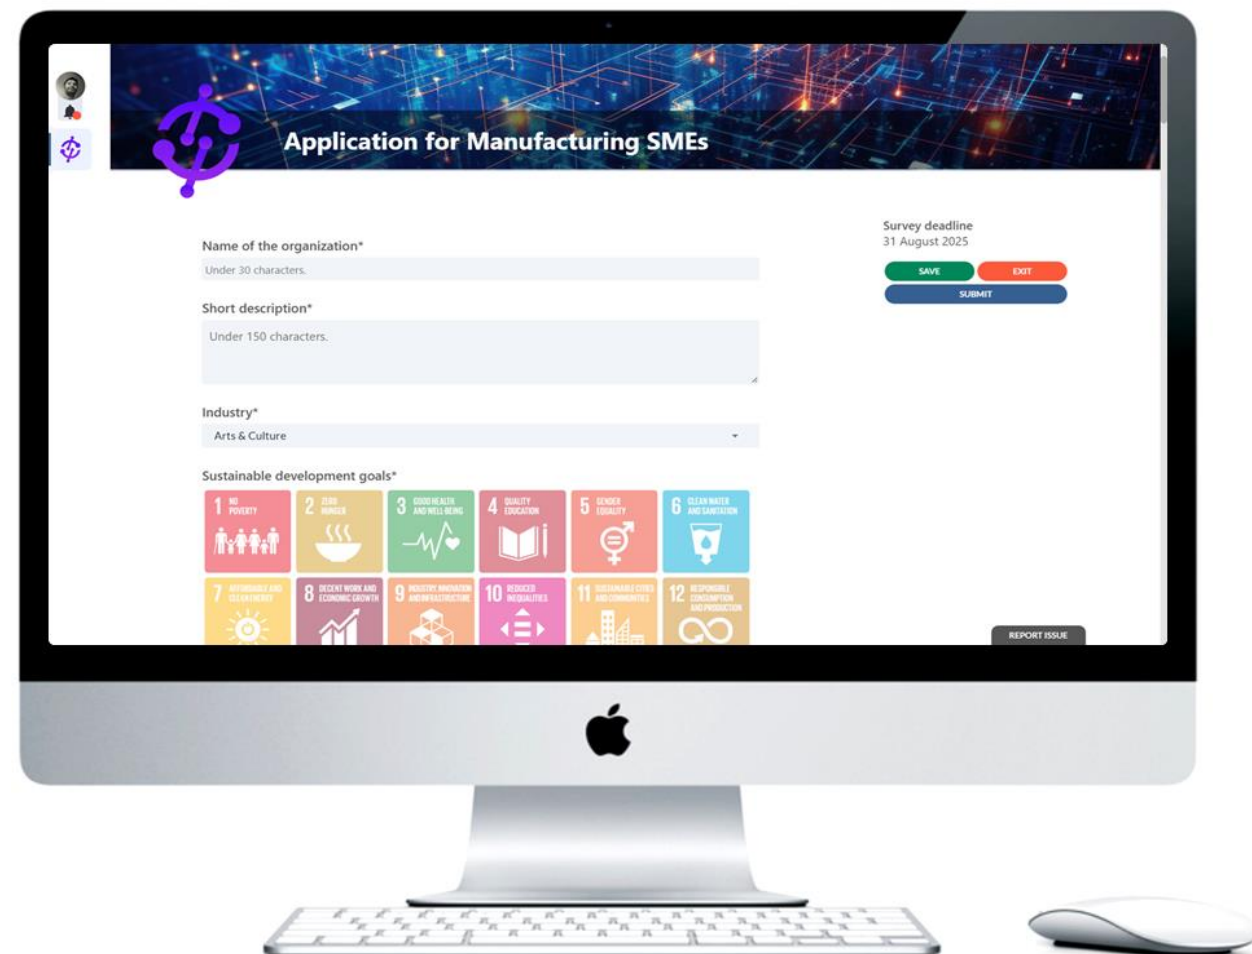 Application for Manufacturing SMEs
Survey deadline
31 August 2025
SAVE
EXIT
SUBMIT
Name of the organization*
Under 30 characters.
Short description*
Under 150 characters.
Industry*
Arts & Culture
Sustainable development goals*
1 NO
POVERTY
2 ZERO
HUNGER
3 GOOD HEALTH
AND WELL-BEING
4 QUALITY
EDUCATION
5 GENDER
EQUALITY
6 CLEAN WATER
AND SANITATION
7 AFFORDABLE AND
CLEAN ENERGY
8 DECENT WORK AND
ECONOMIC GROWTH
9 INDUSTRY, INNOVATION
AND INFRASTRUCTURE
10 REDUCED
INEQUALITIES
11 SUSTAINABLE CITIES
AND COMMUNITIES
12 RESPONSIBLE
CONSUMPTION
AND PRODUCTION
REPORT ISSUE